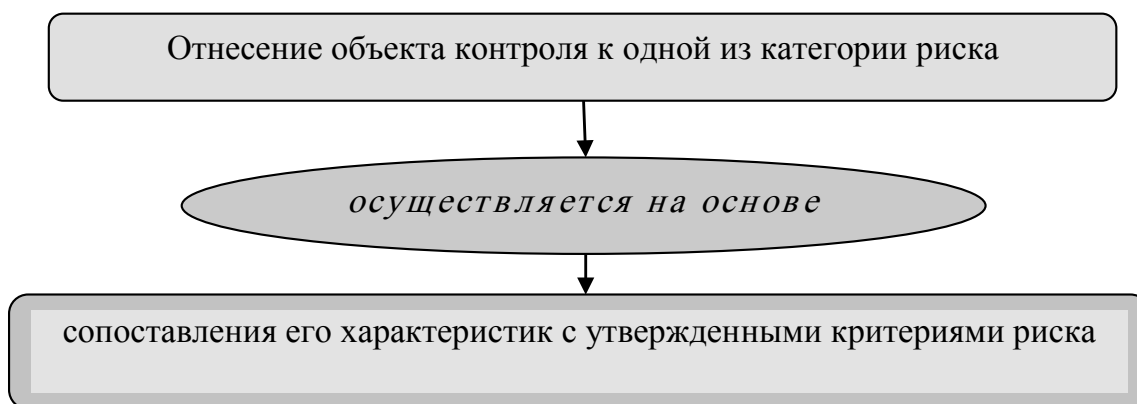 Отнесение объекта контроля к одной из категории риска
осуществляется на основе
сопоставления его характеристик с утвержденными критериями риска